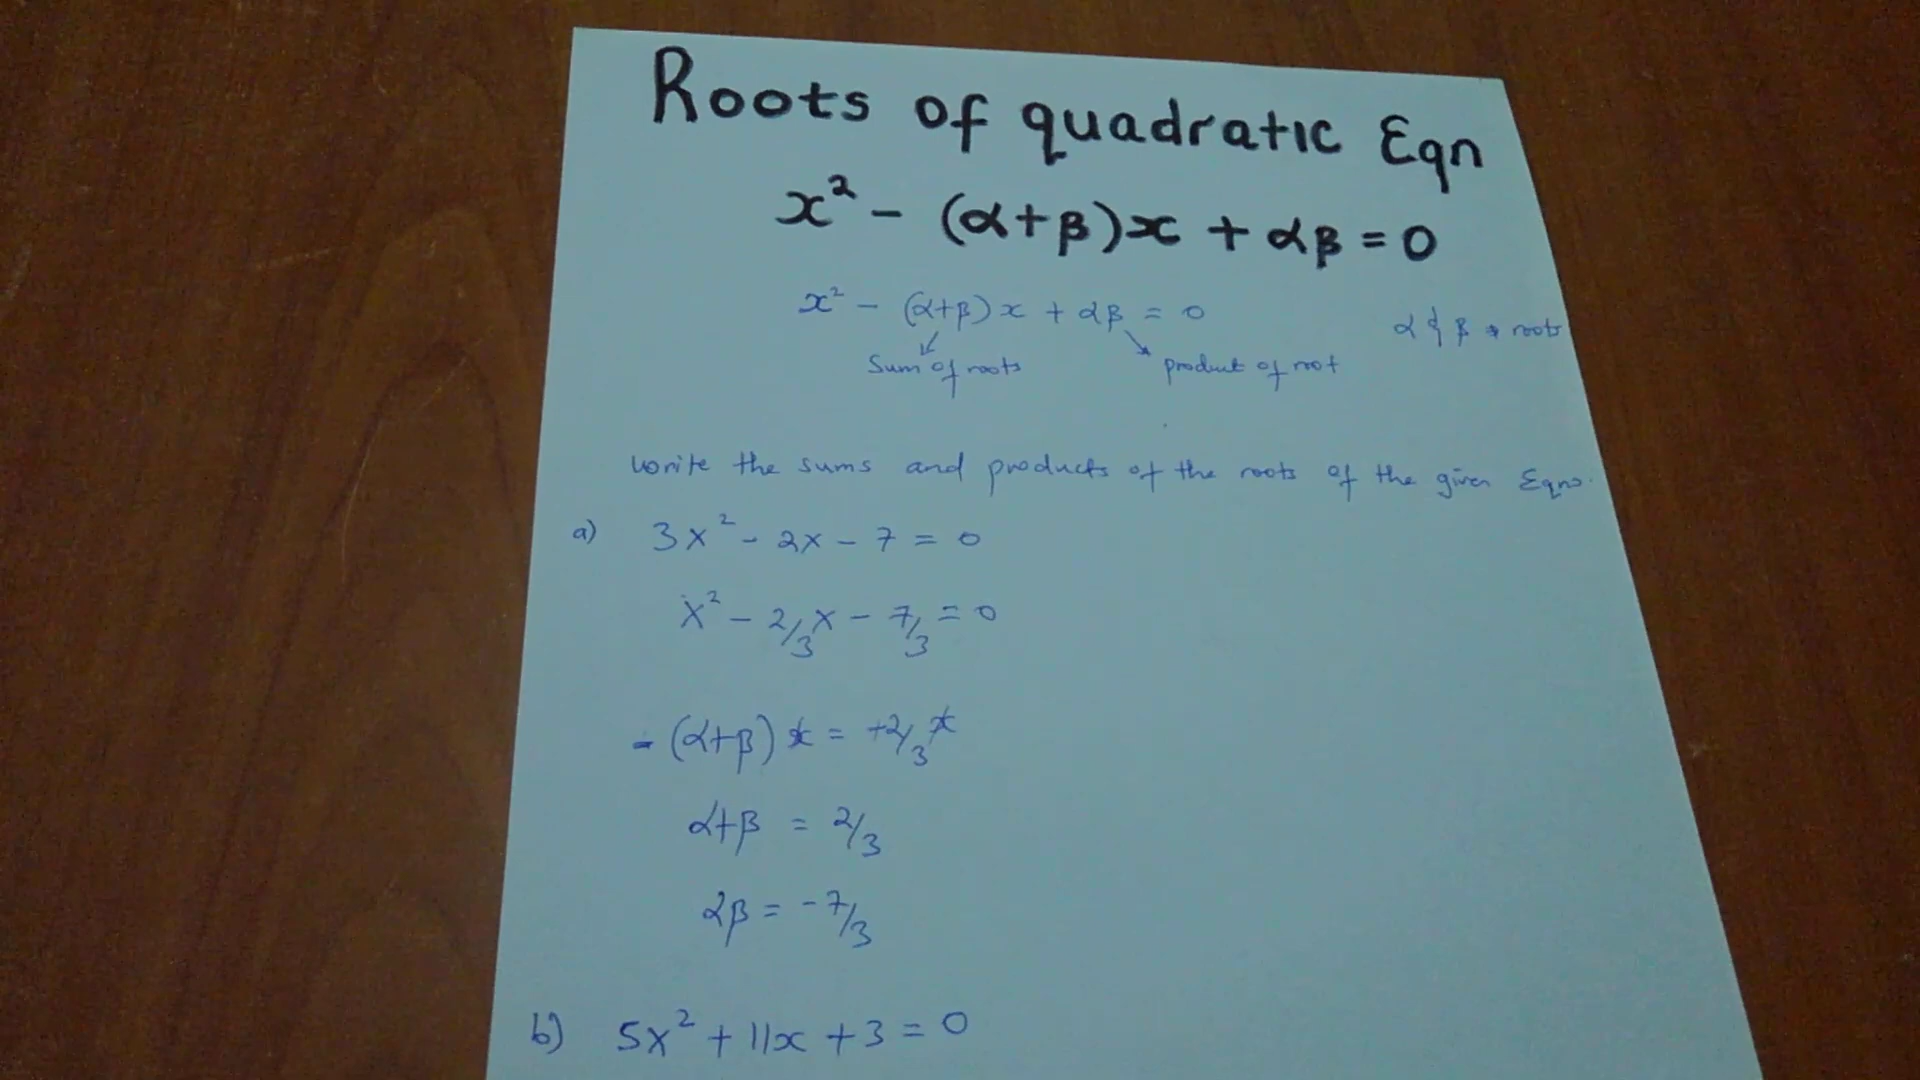 Roots of quadratic Eqn
x² - (α+β)x + αβ = 0
x² - (α+β)x + αβ = 0
α & β → roots
Sum of roots
product of root
write the sums and products of the roots of the given Eqns.
a) 3x² - 2x - 7 = 0
x² - 2/3x - 7/3 = 0
- (α+β)x = +2/3x
α+β = 2/3
αβ = -7/3
b) 5x² + 11x + 3 = 0